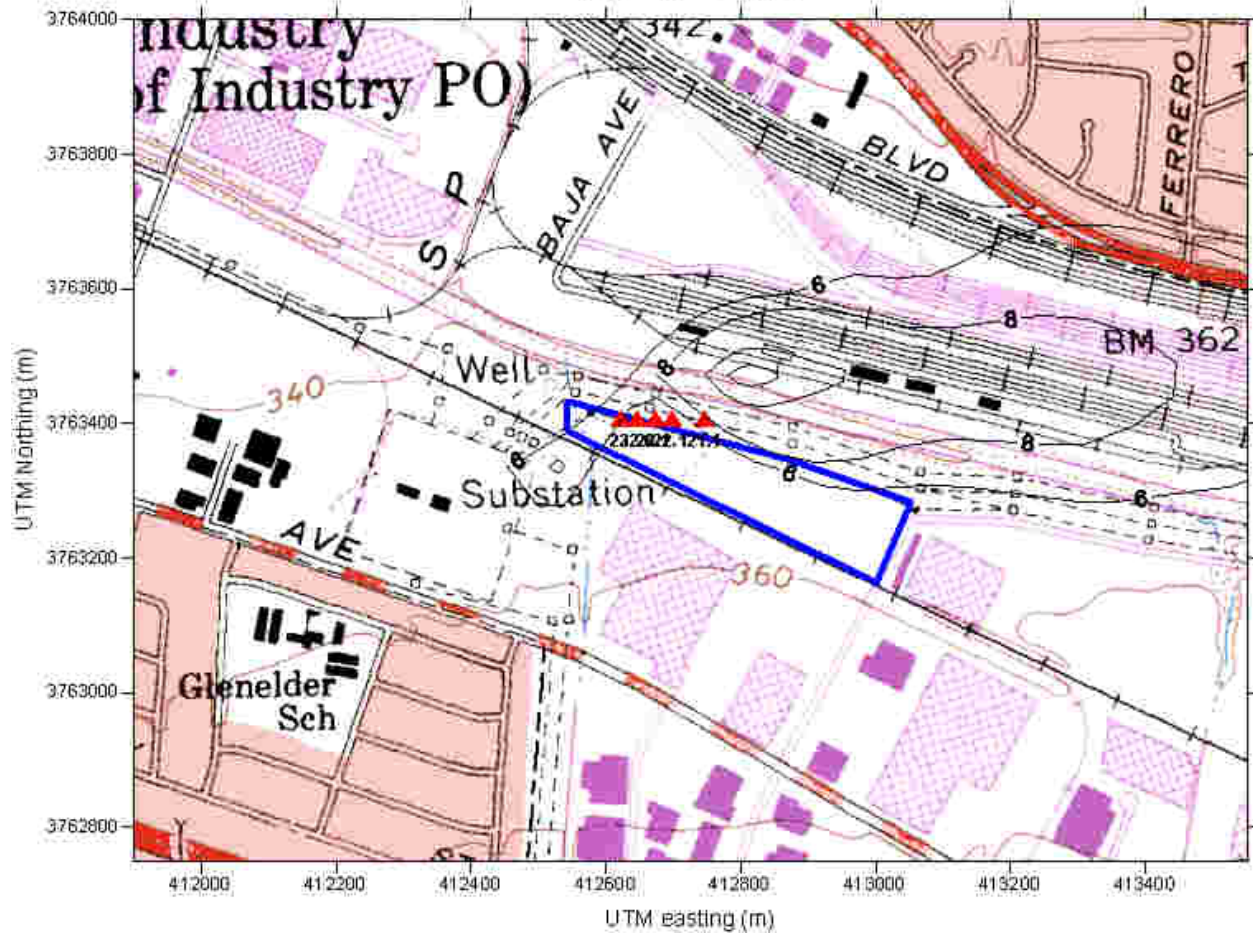 3764000
ndustry
342.
of Industry PO)
FERRERO
3763800
BLVD
BAJA AVE
S P
3763600
6
8
BM 362
Well
8
340
3763400
8
8
6
6
Substation
3763200
AVE
360
3763000
Glenelder
Sch
3762800
412000
412200
412400
412600
412800
413000
413200
413400
UTM Northing (m)
UTM easting (m)